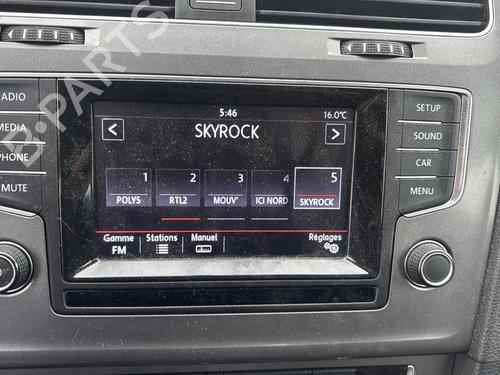 5:46 16.0°C
< SKYROCK >
1 2 3 4 5
POLYS RTL2 MOUV' ICI NORD SKYROCK
Gamme Stations Manuel Réglages
FM
ADIO
MEDIA
PHONE
MUTE
SETUP
SOUND
CAR
MENU
B-PARTS